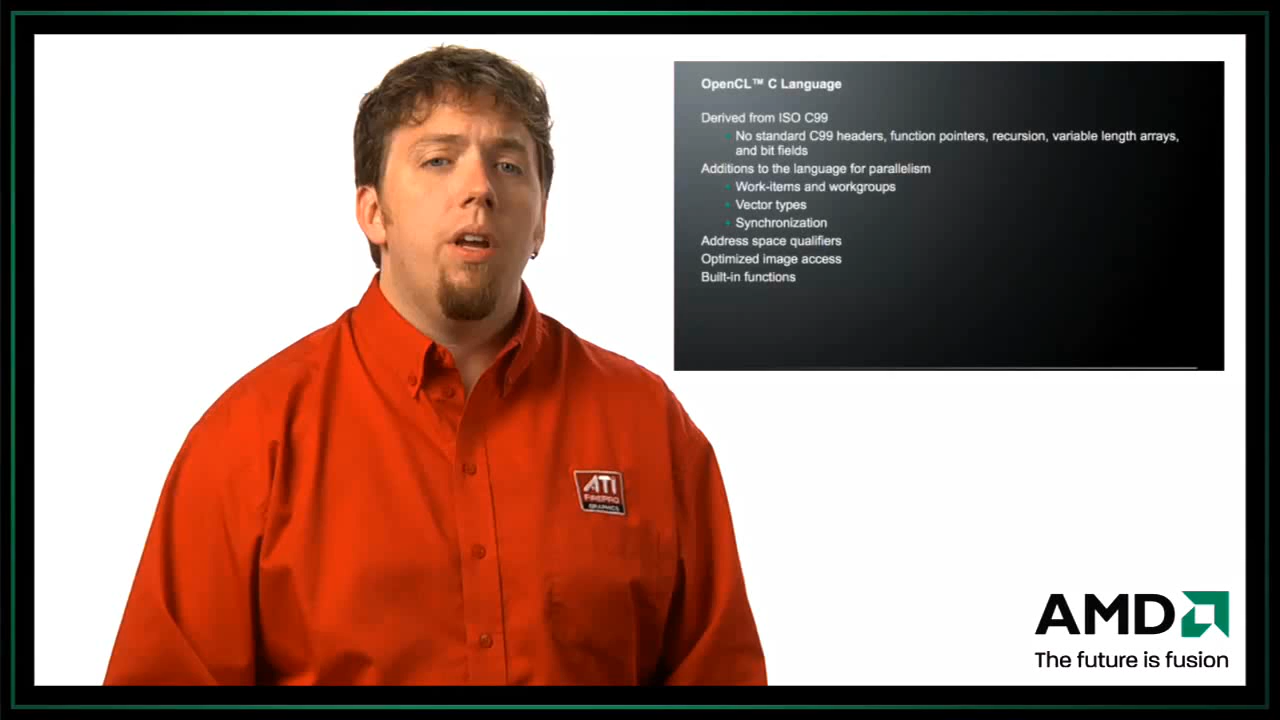 OpenCL™ C Language
Derived from ISO C99
No standard C99 headers, function pointers, recursion, variable length arrays,
and bit fields
Additions to the language for parallelism
Work-items and workgroups
Vector types
Synchronization
Address space qualifiers
Optimized image access
Built-in functions
ATI
FIREPRO
GRAPHICS
AMD
The future is fusion